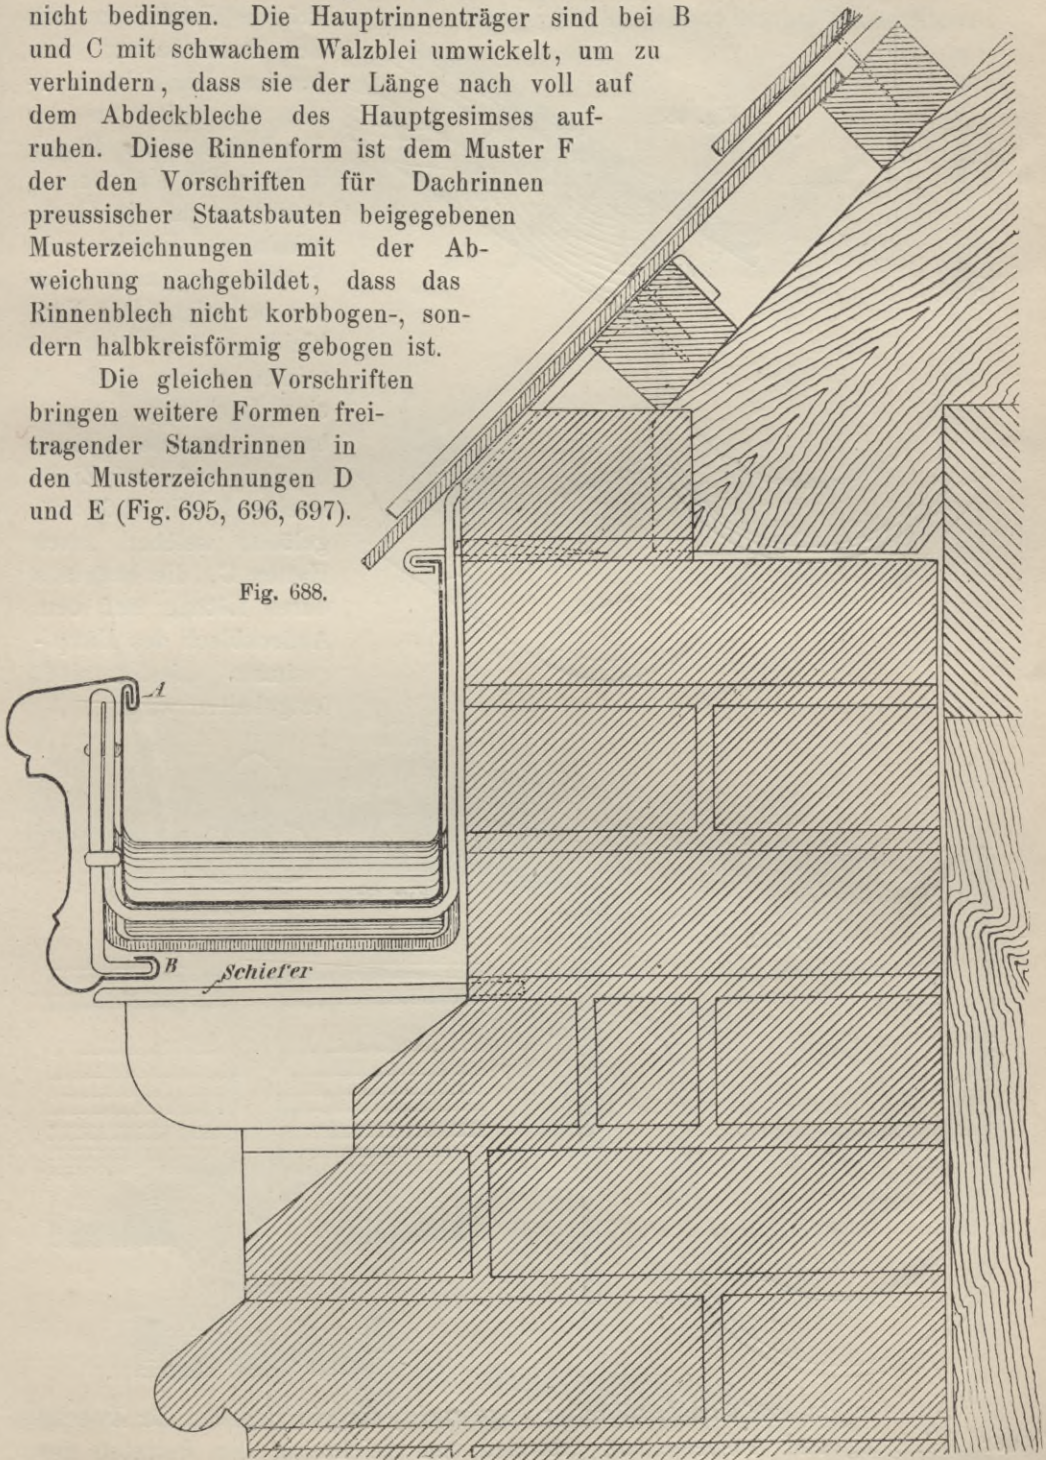 nicht bedingen. Die Hauptrinnenträger sind bei B
und C mit schwachem Walzblei umwickelt, um zu
verhindern, dass sie der Länge nach voll auf
dem Abdeckbleche des Hauptgesimses auf-
ruhen. Diese Rinnenform ist dem Muster F
der den Vorschriften für Dachrinnen
preussischer Staatsbauten beigegebenen
Musterzeichnungen mit der Ab-
weichung nachgebildet, dass das
Rinnenblech nicht korbbogen-, son-
dern halbkreisförmig gebogen ist.
Die gleichen Vorschriften
bringen weitere Formen frei-
tragender Standrinnen in
den Musterzeichnungen D
und E (Fig. 695, 696, 697).
Fig. 688.
A
B
Schiefer